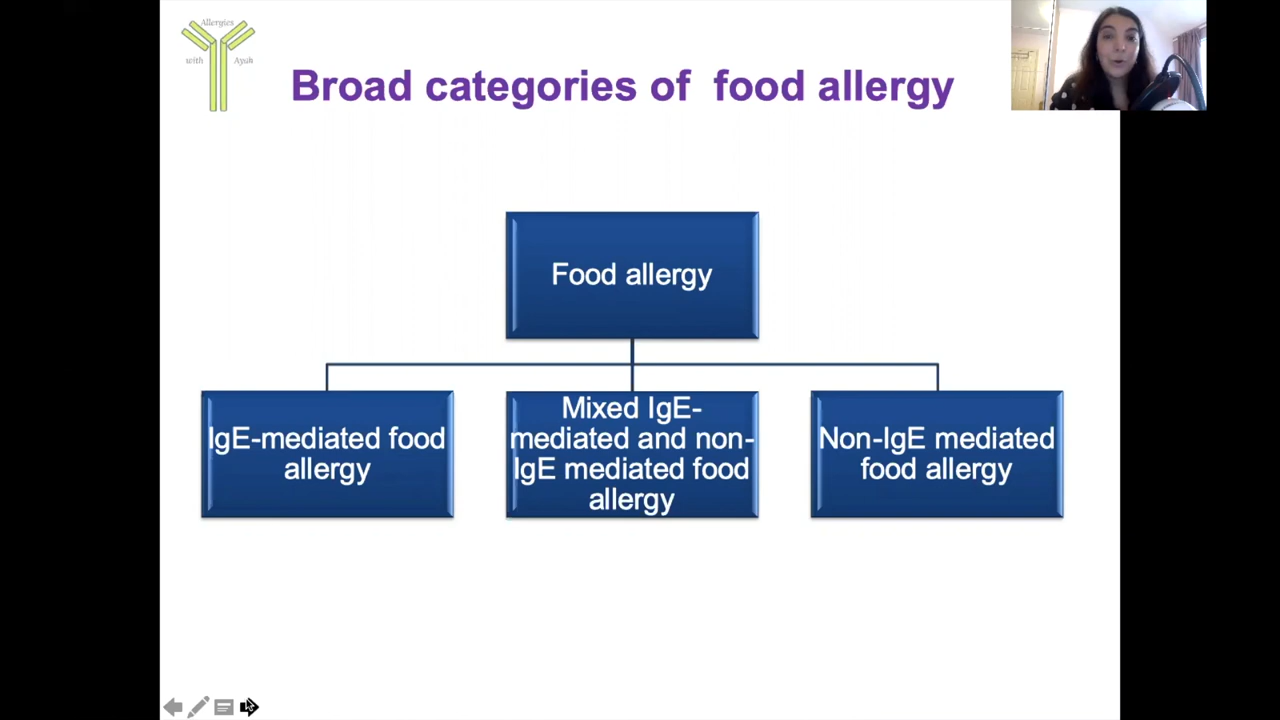 Allergies
with Ayah
Broad categories of food allergy
Food allergy
IgE-mediated food
allergy
Mixed IgE-
mediated and non-
IgE mediated food
allergy
Non-IgE mediated
food allergy